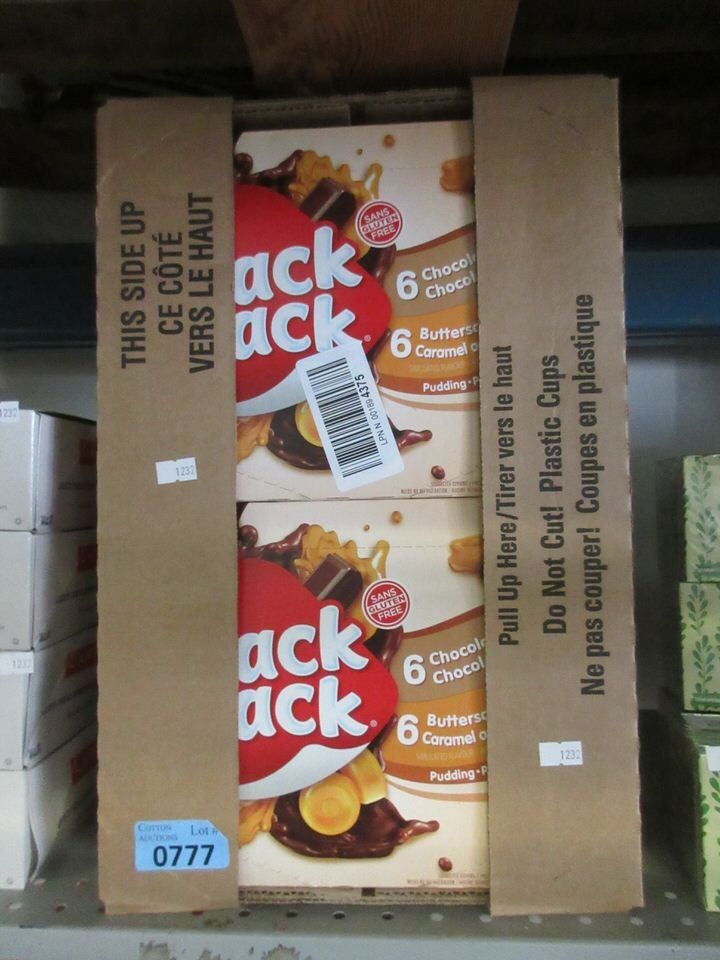 THIS SIDE UP
CE CÔTÉ
VERS LE HAUT
1232
COTTON
AUCTIONS
Lot #
0777
ack
ack
SANS
GLUTEN
FREE
6 Chocol
Chocol
6 Buttersc
Caramel o
Pudding • P
LPN N 001894375
ack
ack
SANS
GLUTEN
FREE
6 Chocol
Chocol
6 Buttersc
Caramel o
Pudding • P
Pull Up Here/Tirer vers le haut
Do Not Cut! Plastic Cups
Ne pas couper! Coupes en plastique
1232
1232
1232